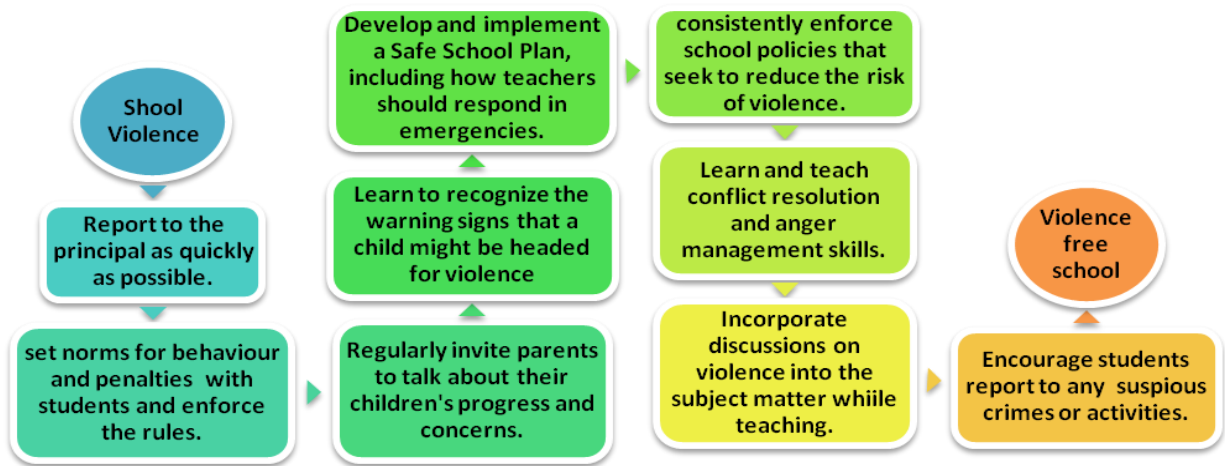 Shool
Violence
Report to the
principal as quickly
as possible.
set norms for behaviour
and penalties with
students and enforce
the rules.
Regularly invite parents
to talk about their
children's progress and
concerns.
Learn to recognize the
warning signs that a
child might be headed
for violence
Develop and implement
a Safe School Plan,
including how teachers
should respond in
emergencies.
consistently enforce
school policies that
seek to reduce the risk
of violence.
Learn and teach
conflict resolution
and anger
management skills.
Incorporate
discussions on
violence into the
subject matter whiile
teaching.
Encourage students
report to any suspious
crimes or activities.
Violence
free
school